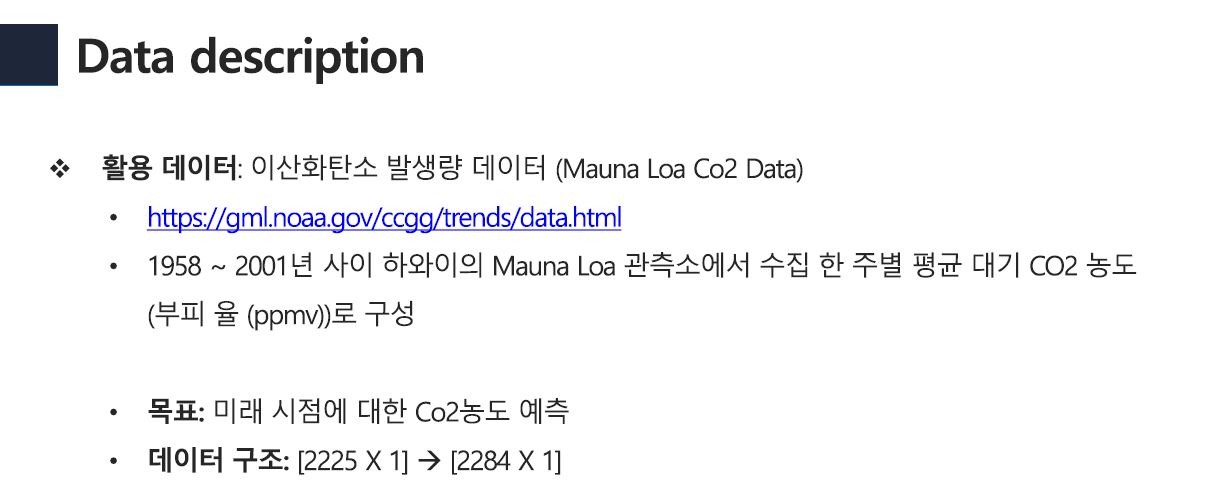 Data description
❖ 활용 데이터: 이산화탄소 발생량 데이터 (Mauna Loa Co2 Data)
• https://gml.noaa.gov/ccgg/trends/data.html
• 1958 ~ 2001년 사이 하와이의 Mauna Loa 관측소에서 수집 한 주별 평균 대기 CO2 농도
(부피 율 (ppmv))로 구성
• 목표: 미래 시점에 대한 Co2농도 예측
• 데이터 구조: [2225 X 1] → [2284 X 1]